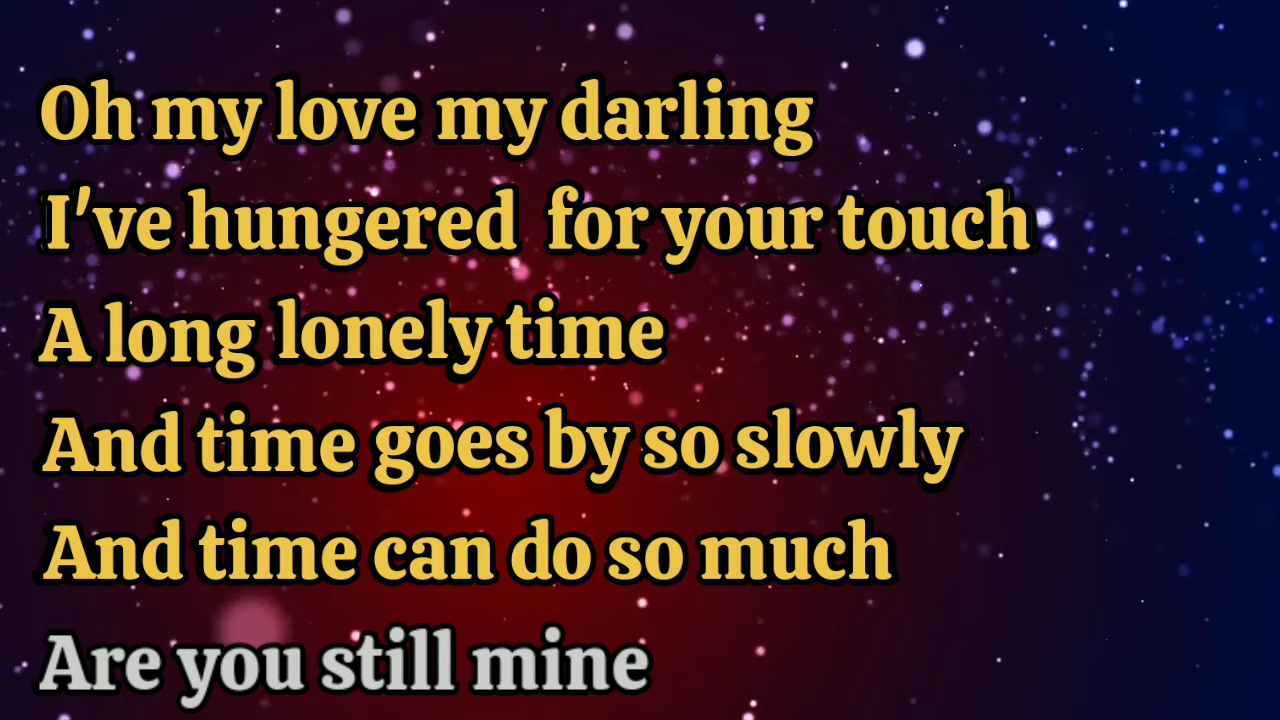 Oh my love my darling
I've hungered for your touch
A long lonely time
And time goes by so slowly
And time can do so much
Are you still mine